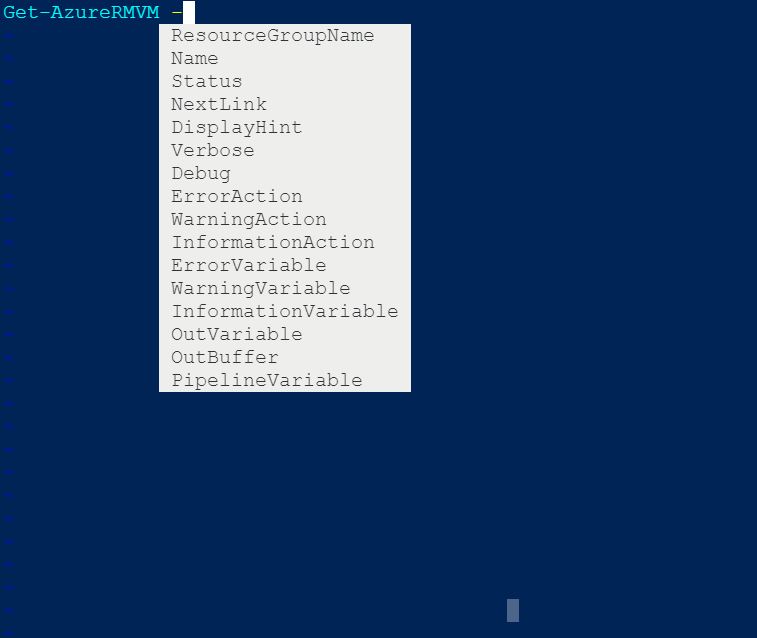 Get-AzureRMVM -
ResourceGroupName
Name
Status
NextLink
DisplayHint
Verbose
Debug
ErrorAction
WarningAction
InformationAction
ErrorVariable
WarningVariable
InformationVariable
OutVariable
OutBuffer
PipelineVariable